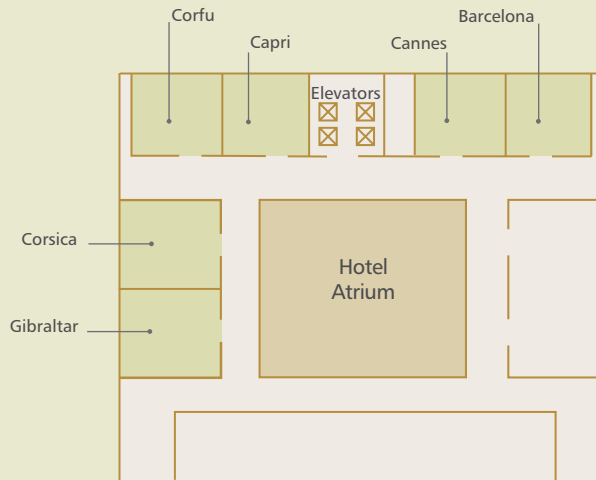 Corfu
Barcelona
Capri
Cannes
Elevators
Corsica
Hotel
Atrium
Gibraltar